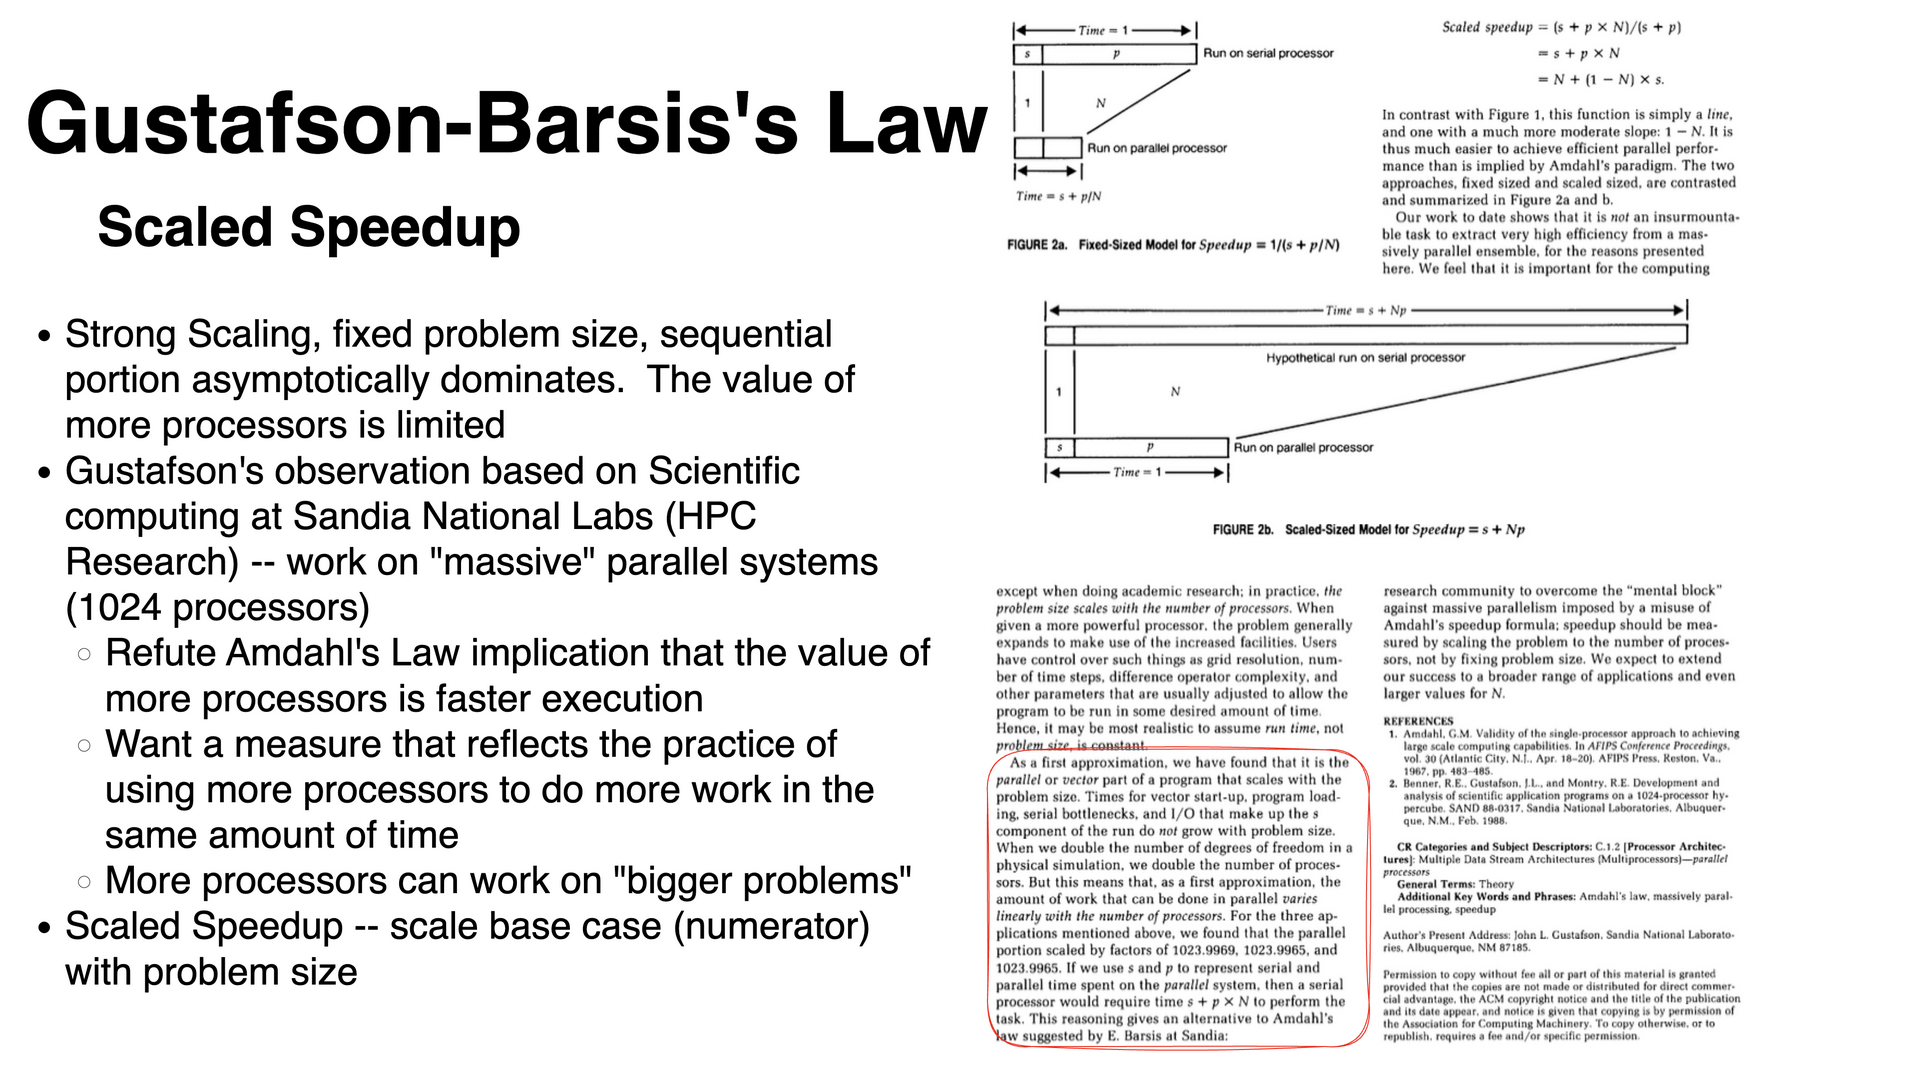 Gustafson-Barsis's Law
Scaled Speedup
• Strong Scaling, fixed problem size, sequential
portion asymptotically dominates.  The value of
more processors is limited
• Gustafson's observation based on Scientific
computing at Sandia National Labs (HPC
Research) -- work on "massive" parallel systems
(1024 processors)
○ Refute Amdahl's Law implication that the value of
more processors is faster execution
○ Want a measure that reflects the practice of
using more processors to do more work in the
same amount of time
○ More processors can work on "bigger problems"
• Scaled Speedup -- scale base case (numerator)
with problem size
Time = 1
s p Run on serial processor
1 N
Run on parallel processor
Time = s + p/N
FIGURE 2a. Fixed-Sized Model for Speedup = 1/(s + p/N)
Scaled speedup = (s + p × N)/(s + p)
= s + p × N
= N + (1 − N) × s.
In contrast with Figure 1, this function is simply a line,
and one with a much more moderate slope: 1 − N. It is
thus much easier to achieve efficient parallel perfor-
mance than is implied by Amdahl's paradigm. The two
approaches, fixed sized and scaled sized, are contrasted
and summarized in Figure 2a and b.
Our work to date shows that it is not an insurmounta-
ble task to extract very high efficiency from a mas-
sively parallel ensemble, for the reasons presented
here. We feel that it is important for the computing
Time = s + Np
Hypothetical run on serial processor
1 N
s p Run on parallel processor
Time = 1
FIGURE 2b. Scaled-Sized Model for Speedup = s + Np
except when doing academic research; in practice, the
problem size scales with the number of processors. When
given a more powerful processor, the problem generally
expands to make use of the increased facilities. Users
have control over such things as grid resolution, num-
ber of time steps, difference operator complexity, and
other parameters that are usually adjusted to allow the
program to be run in some desired amount of time.
Hence, it may be most realistic to assume run time, not
problem size, is constant.
As a first approximation, we have found that it is the
parallel or vector part of a program that scales with the
problem size. Times for vector start-up, program load-
ing, serial bottlenecks, and I/O that make up the s
component of the run do not grow with problem size.
When we double the number of degrees of freedom in a
physical simulation, we double the number of proces-
sors. But this means that, as a first approximation, the
amount of work that can be done in parallel varies
linearly with the number of processors. For the three ap-
plications mentioned above, we found that the parallel
portion scaled by factors of 1023.9969, 1023.9965, and
1023.9965. If we use s and p to represent serial and
parallel time spent on the parallel system, then a serial
processor would require time s + p × N to perform the
task. This reasoning gives an alternative to Amdahl's
law suggested by E. Barsis at Sandia:
research community to overcome the "mental block"
against massive parallelism imposed by a misuse of
Amdahl's speedup formula; speedup should be mea-
sured by scaling the problem to the number of proces-
sors, not by fixing problem size. We expect to extend
our success to a broader range of applications and even
larger values for N.
REFERENCES
1. Amdahl, G.M. Validity of the single-processor approach to achieving
large scale computing capabilities. In AFIPS Conference Proceedings,
vol. 30 (Atlantic City, N.J., Apr. 18-20). AFIPS Press, Reston, Va.,
1967, pp. 483-485.
2. Benner, R.E., Gustafson, J.L., and Montry, R.E. Development and
analysis of scientific application programs on a 1024-processor hy-
percube. SAND 88-0317, Sandia National Laboratories, Albuquer-
que, N.M., Feb. 1988.
CR Categories and Subject Descriptors: C.1.2 [Processor Architec-
tures]: Multiple Data Stream Architectures (Multiprocessors)—parallel
processors
General Terms: Theory
Additional Key Words and Phrases: Amdahl's law, massively paral-
lel processing, speedup
Author's Present Address: John L. Gustafson, Sandia National Laborato-
ries, Albuquerque, NM 87185.
Permission to copy without fee all or part of this material is granted
provided that the copies are not made or distributed for direct commer-
cial advantage, the ACM copyright notice and the title of the publication
and its date appear, and notice is given that copying is by permission of
the Association for Computing Machinery. To copy otherwise, or to
republish, requires a fee and/or specific permission.